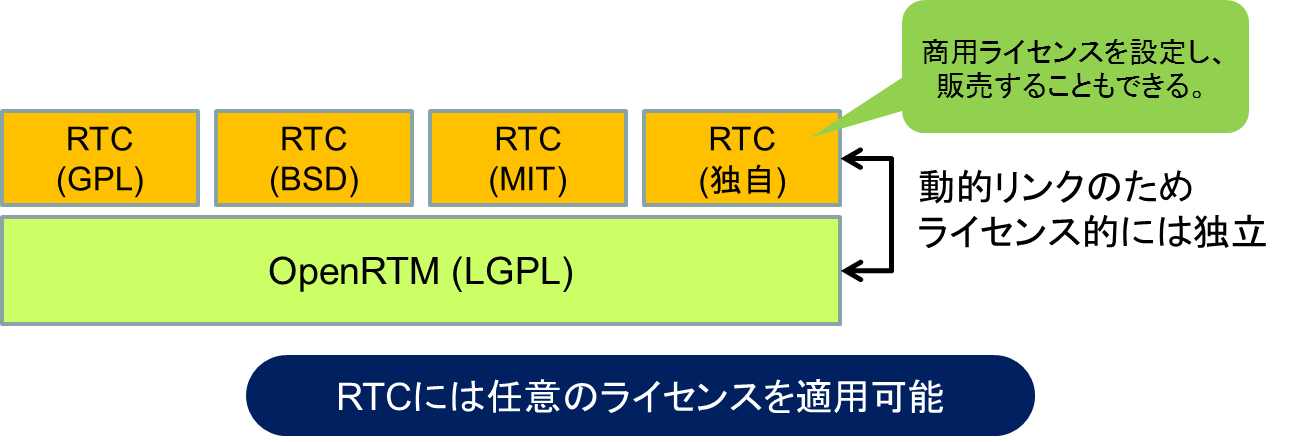 商用ライセンスを設定し、
販売することもできる。
RTC
(GPL)
RTC
(BSD)
RTC
(MIT)
RTC
(独自)
動的リンクのため
ライセンス的には独立
OpenRTM (LGPL)
RTCには任意のライセンスを適用可能